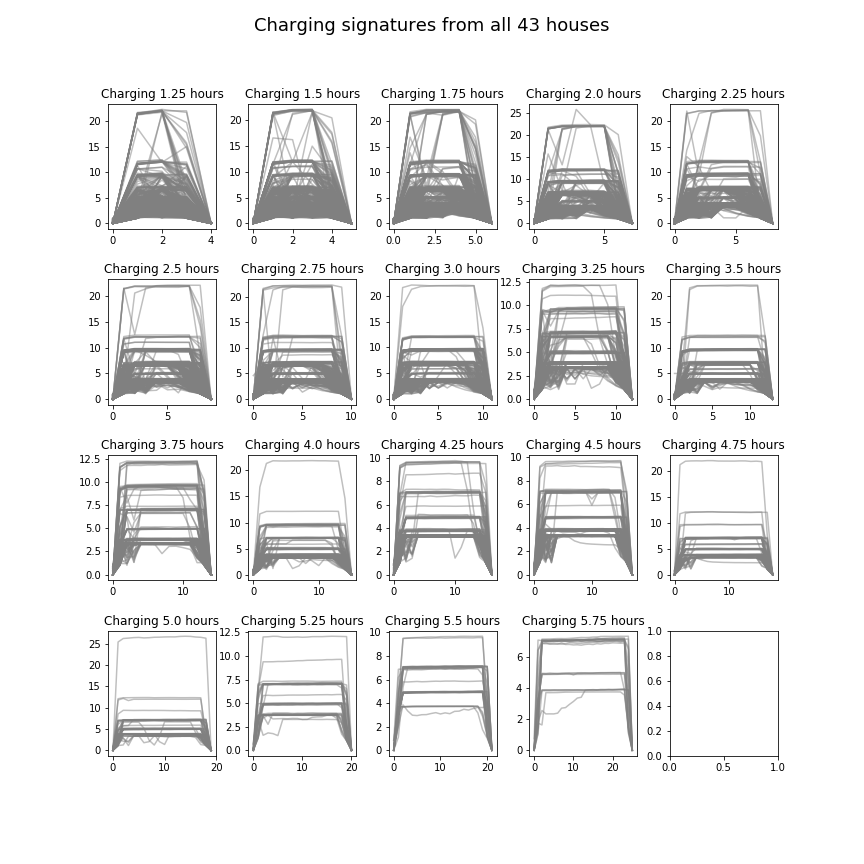 Charging signatures from all 43 houses
Charging 1.25 hours Charging 1.5 hours Charging 1.75 hours Charging 2.0 hours Charging 2.25 hours
20 15 10 5 0
0 2 4
20 15 10 5 0
0 2 4
20 15 10 5 0
0.0 2.5 5.0
25 20 15 10 5 0
0 5
20 15 10 5 0
5
Charging 2.5 hours Charging 2.75 hours Charging 3.0 hours Charging 3.25 hours Charging 3.5 hours
20 15 10 5 0
0 5
20 15 10 5 0
0 5 10
20 15 10 5 0
0 5 10
12.5 10.0 7.5 5.0 2.5 0.0
0 5 10
20 15 10 5 0
0 5 10
Charging 3.75 hours Charging 4.0 hours Charging 4.25 hours Charging 4.5 hours Charging 4.75 hours
12.5 10.0 7.5 5.0 2.5 0.0
0 10
20 15 10 5 0
0 10
10 8 6 4 2 0
0 10
10 8 6 4 2 0
0 10
20 15 10 5 0
10
Charging 5.0 hours Charging 5.25 hours Charging 5.5 hours Charging 5.75 hours
25 20 15 10 5 0
0 10 20
12.5 10.0 7.5 5.0 2.5 0.0
0 10 20
10 8 6 4 2 0
0 10 20
6 4 2 0
0 10 20
1.0 0.8 0.6 0.4 0.2 0.0
0.0 0.5 1.0